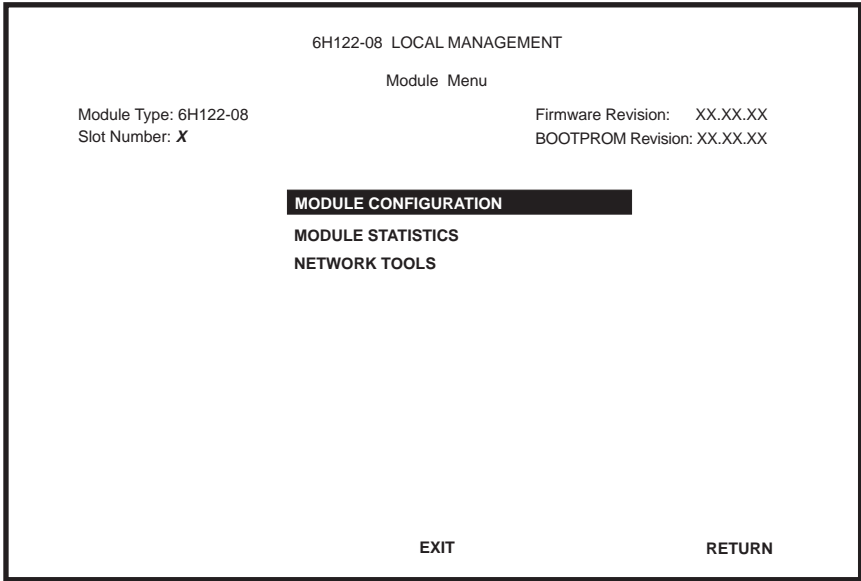 6H122-08 LOCAL MANAGEMENT
Module Menu
Module Type: 6H122-08
Firmware Revision: XX.XX.XX
Slot Number: X
BOOTPROM Revision: XX.XX.XX
MODULE CONFIGURATION
MODULE STATISTICS
NETWORK TOOLS
EXIT
RETURN